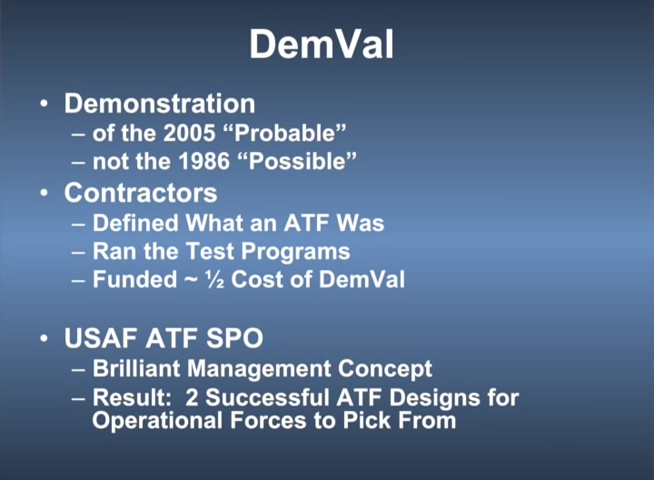 DemVal
• Demonstration
– of the 2005 “Probable”
– not the 1986 “Possible”
• Contractors
– Defined What an ATF Was
– Ran the Test Programs
– Funded ~ ½ Cost of DemVal
• USAF ATF SPO
– Brilliant Management Concept
– Result:  2 Successful ATF Designs for
Operational Forces to Pick From